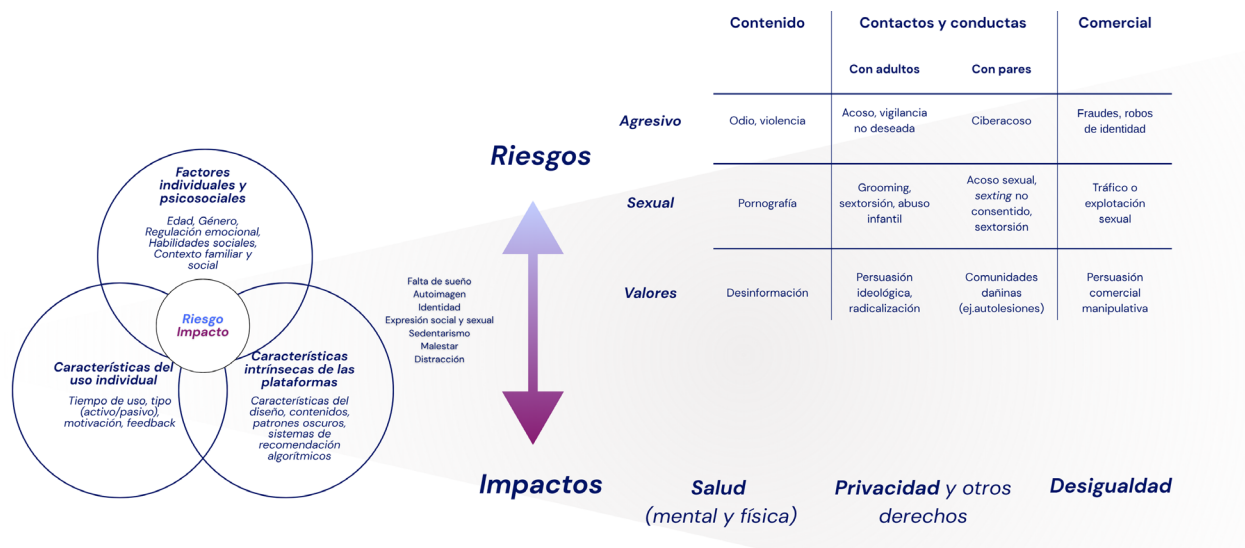 Factores
individuales y
psicosociales
Edad, Género,
Regulación emocional,
Habilidades sociales,
Contexto familiar y
social
Riesgo
Impacto
Características del
uso individual
Tiempo de uso, tipo
(activo/pasivo),
motivación, feedback
Características
intrínsecas de las
plataformas
Características del
diseño, contenidos,
patrones oscuros,
sistemas de
recomendación
algorítmicos
Falta de sueño
Autoimagen
Identidad
Expresión social y sexual
Sedentarismo
Malestar
Distracción
Riesgos
Impactos
Contenido
Contactos y conductas
Comercial
Con adultos
Con pares
Agresivo
Odio, violencia
Acoso, vigilancia
no deseada
Ciberacoso
Fraudes, robos
de identidad
Sexual
Pornografía
Grooming,
sextorsión, abuso
infantil
Acoso sexual,
sexting no
consentido,
sextorsión
Tráfico o
explotación
sexual
Valores
Desinformación
Persuasión
ideológica,
radicalización
Comunidades
dañinas
(ej.autolesiones)
Persuasión
comercial
manipulativa
Salud
(mental y física)
Privacidad y otros
derechos
Desigualdad